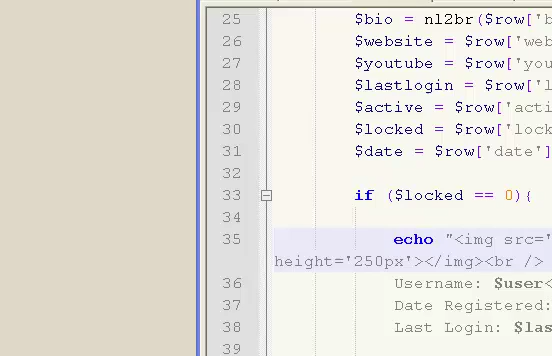 25 $bio = nl2br($row['b
26 $website = $row['web
27 $youtube = $row['you
28 $lastlogin = $row['l
29 $active = $row['acti
30 $locked = $row['lock
31 $date = $row['date']
32
33 if ($locked == 0){
34
35 echo "<img src='
height='250px'></img><br />
36 Username: $user<
37 Date Registered:
38 Last Login: $las
39